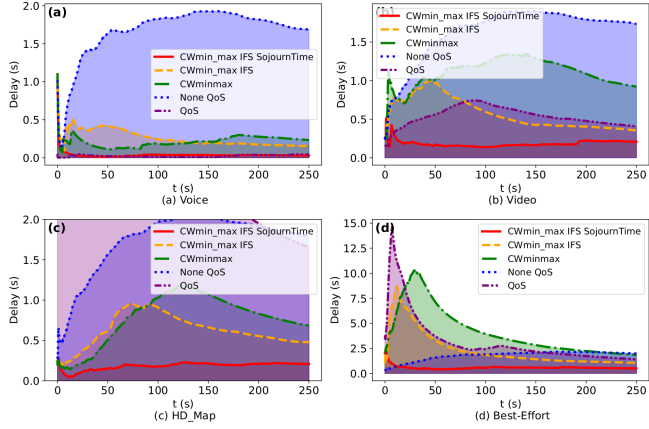 (a)
2.0
1.5
1.0
0.5
0.0
Delay (s)
CWmin_max IFS SojournTime
CWmin_max IFS
CWminmax
None QoS
QoS
0 50 100 150 200 250
t (s)
(a) Voice
(b)
2.0
1.5
1.0
0.5
0.0
Delay (s)
CWmin_max IFS SojournTime
CWmin_max IFS
CWminmax
None QoS
QoS
0 50 100 150 200 250
t (s)
(b) Video
(c)
2.0
1.5
1.0
0.5
0.0
Delay (s)
CWmin_max IFS SojournTime
CWmin_max IFS
CWminmax
None QoS
QoS
0 50 100 150 200 250
t (s)
(c) HD_Map
(d)
15.0
12.5
10.0
7.5
5.0
2.5
0.0
Delay (s)
CWmin_max IFS SojournTime
CWmin_max IFS
CWminmax
None QoS
QoS
0 50 100 150 200 250
t (s)
(d) Best-Effort